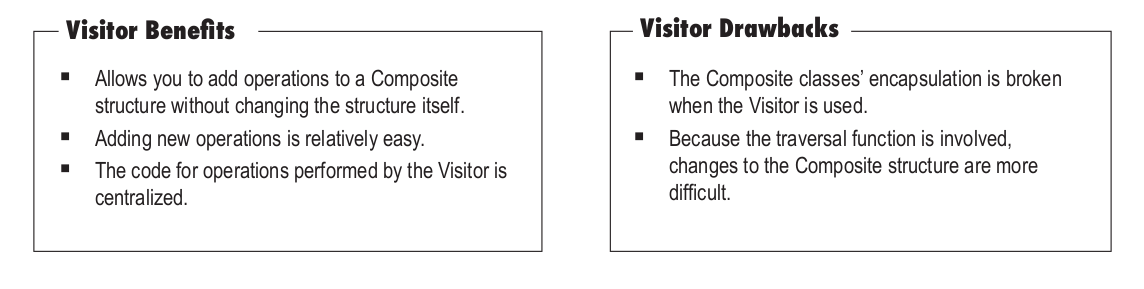 Visitor Benefits
▪ Allows you to add operations to a Composite
structure without changing the structure itself.
▪ Adding new operations is relatively easy.
▪ The code for operations performed by the Visitor is
centralized.
Visitor Drawbacks
▪ The Composite classes’ encapsulation is broken
when the Visitor is used.
▪ Because the traversal function is involved,
changes to the Composite structure are more
difficult.